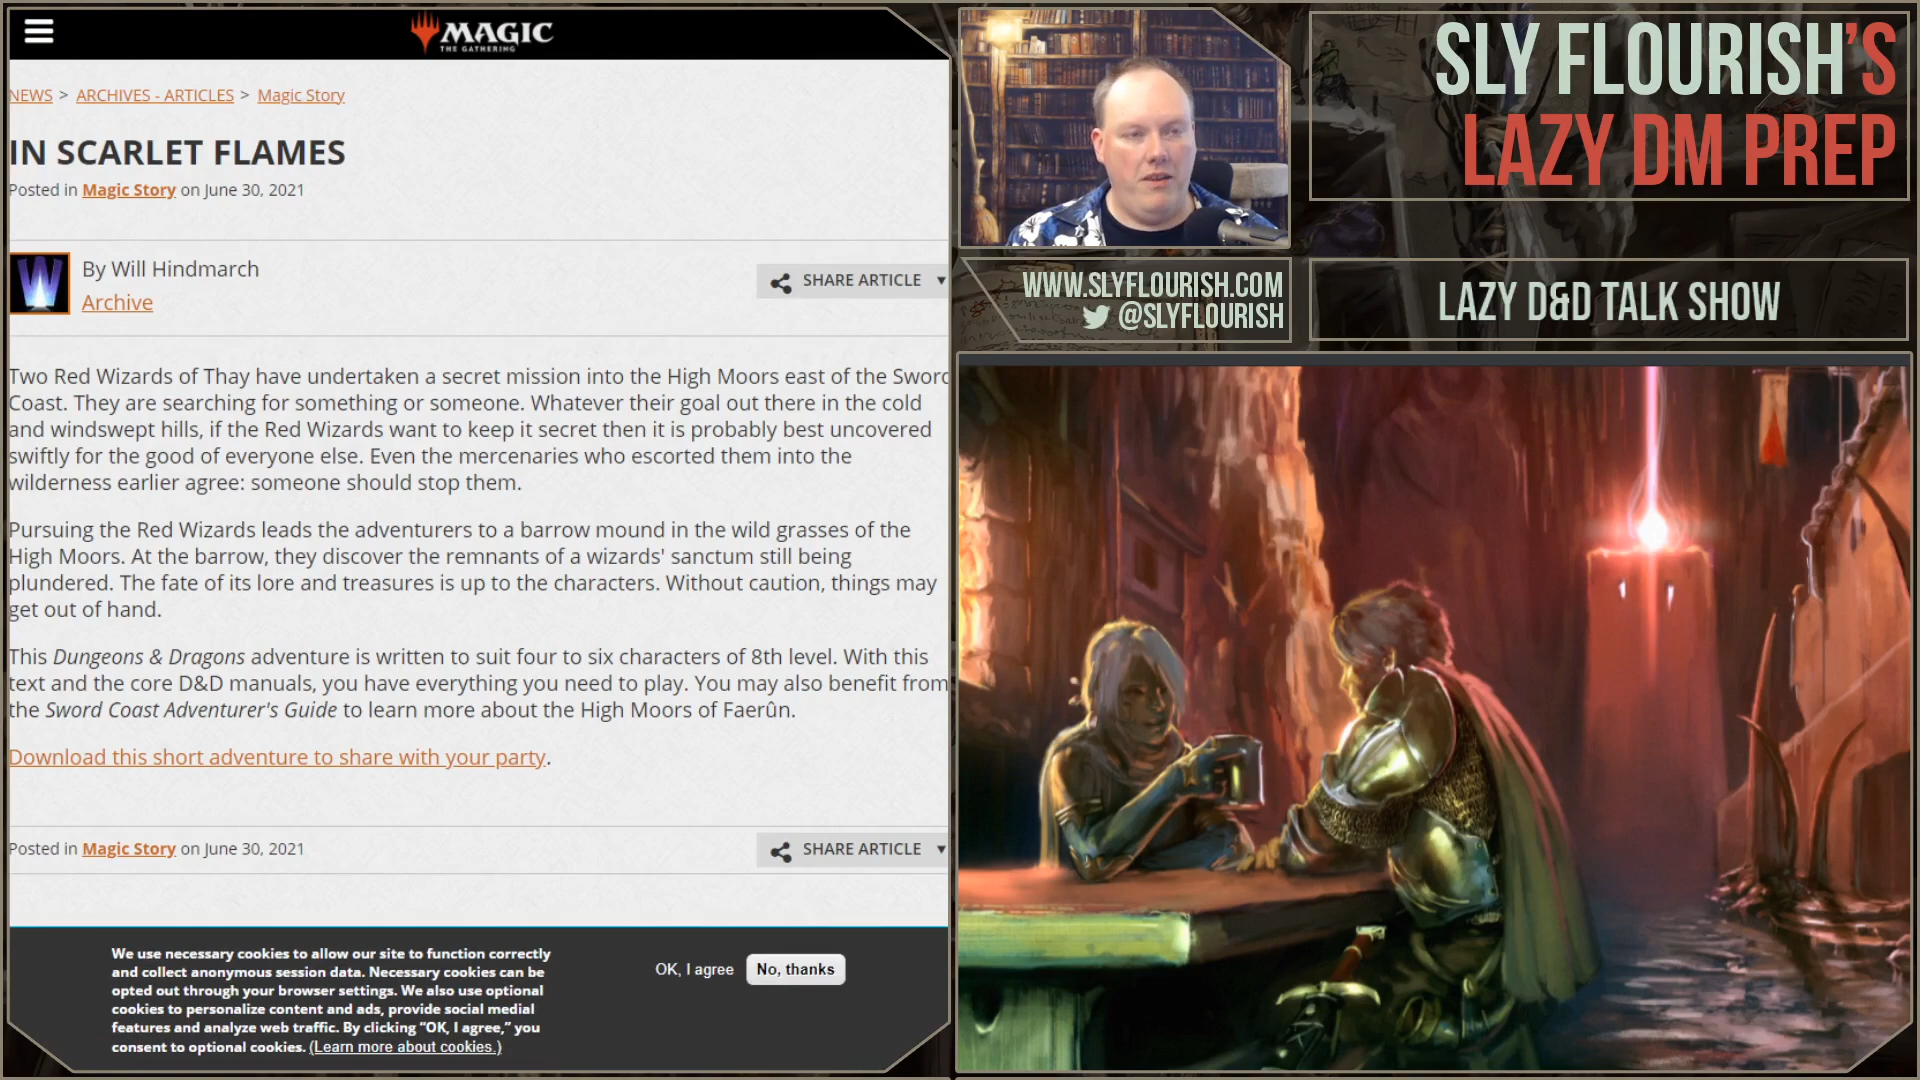 MAGIC
THE GATHERING
NEWS > ARCHIVES - ARTICLES > Magic Story
IN SCARLET FLAMES
Posted in Magic Story on June 30, 2021
W
By Will Hindmarch
Archive
SHARE ARTICLE
Two Red Wizards of Thay have undertaken a secret mission into the High Moors east of the Sword
Coast. They are searching for something or someone. Whatever their goal out there in the cold
and windswept hills, if the Red Wizards want to keep it secret then it is probably best uncovered
swiftly for the good of everyone else. Even the mercenaries who escorted them into the
wilderness earlier agree: someone should stop them.
Pursuing the Red Wizards leads the adventurers to a barrow mound in the wild grasses of the
High Moors. At the barrow, they discover the remnants of a wizards' sanctum still being
plundered. The fate of its lore and treasures is up to the characters. Without caution, things may
get out of hand.
This Dungeons & Dragons adventure is written to suit four to six characters of 8th level. With this
text and the core D&D manuals, you have everything you need to play. You may also benefit from
the Sword Coast Adventurer's Guide to learn more about the High Moors of Faerûn.
Download this short adventure to share with your party.
Posted in Magic Story on June 30, 2021
SHARE ARTICLE
We use necessary cookies to allow our site to function correctly
and collect anonymous session data. Necessary cookies can be
opted out through your browser settings. We also use optional
cookies to personalize content and ads, provide social medial
features and analyze web traffic. By clicking “OK, I agree,” you
consent to optional cookies. (Learn more about cookies.)
OK, I agree
No, thanks
SLY FLOURISH'S
LAZY DM PREP
WWW.SLYFLOURISH.COM
@SLYFLOURISH
LAZY D&D TALK SHOW